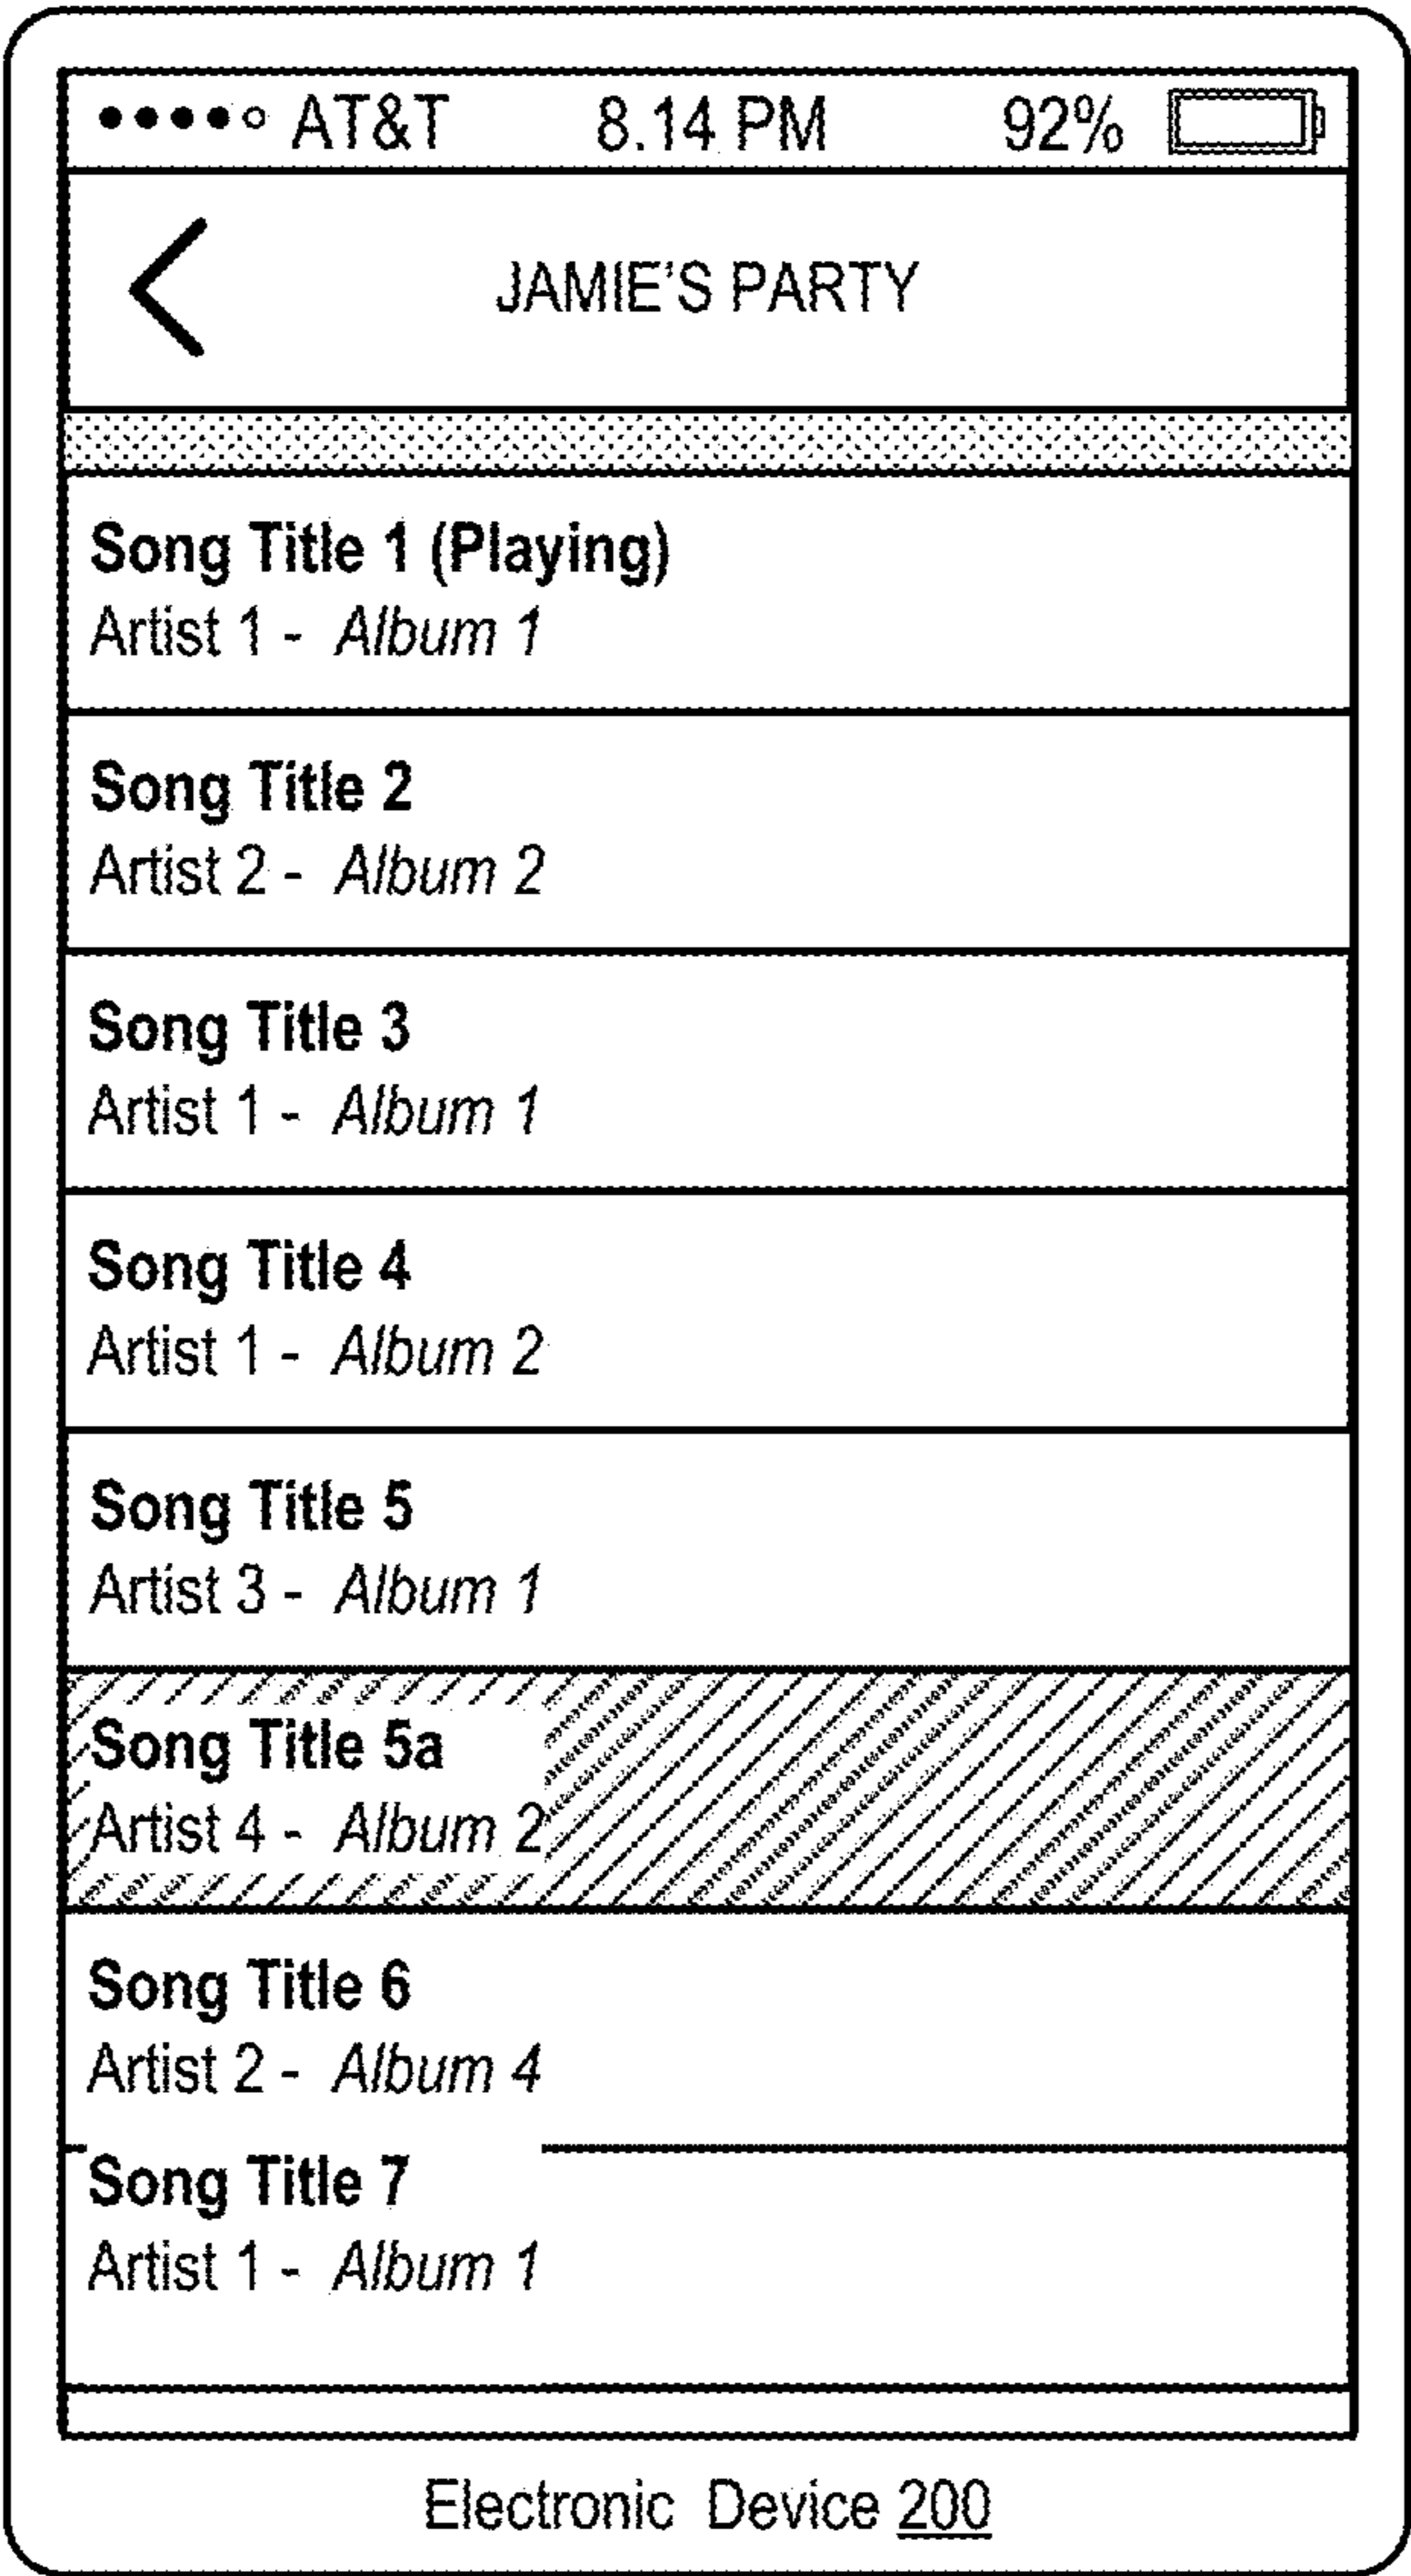 AT&T 8.14 PM 92%
JAMIE'S PARTY
Song Title 1 (Playing)
Artist 1 - Album 1
Song Title 2
Artist 2 - Album 2
Song Title 3
Artist 1 - Album 1
Song Title 4
Artist 1 - Album 2
Song Title 5
Artist 3 - Album 1
Song Title 5a
Artist 4 - Album 2
Song Title 6
Artist 2 - Album 4
Song Title 7
Artist 1 - Album 1
Electronic Device 200